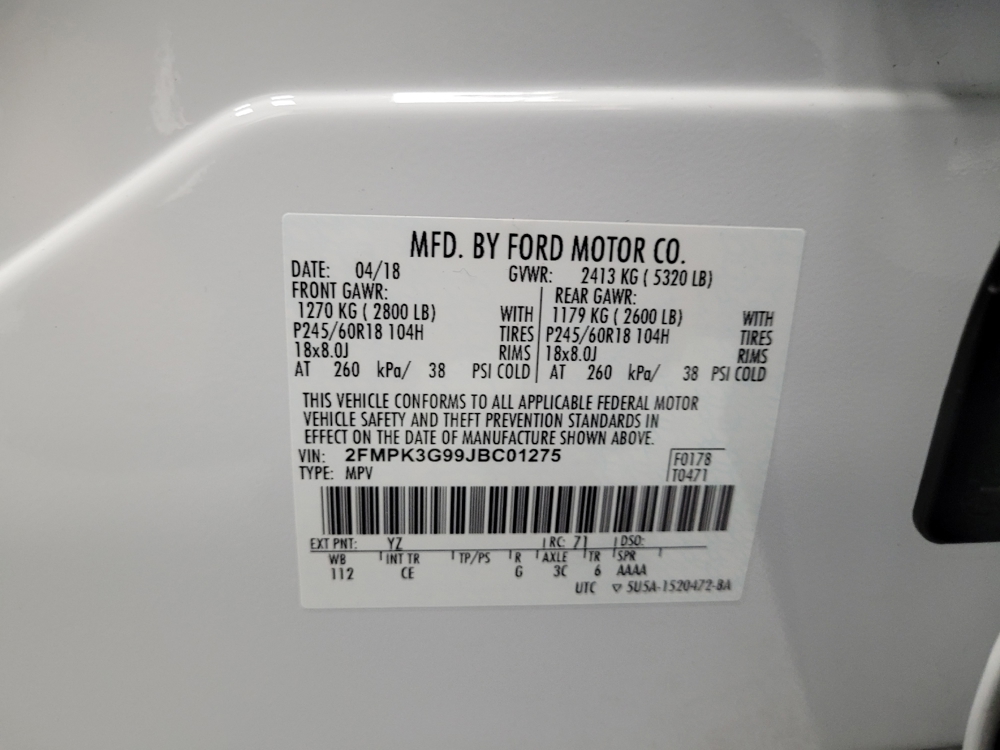 MFD. BY FORD MOTOR CO.
DATE: 04/18 GVWR: 2413 KG ( 5320 LB)
FRONT GAWR: REAR GAWR:
1270 KG ( 2800 LB) WITH 1179 KG ( 2600 LB) WITH
P245/60R18 104H TIRES P245/60R18 104H TIRES
18x8.0J RIMS 18x8.0J RIMS
AT 260 kPa/ 38 PSI COLD AT 260 kPa/ 38 PSI COLD
THIS VEHICLE CONFORMS TO ALL APPLICABLE FEDERAL MOTOR
VEHICLE SAFETY AND THEFT PREVENTION STANDARDS IN
EFFECT ON THE DATE OF MANUFACTURE SHOWN ABOVE.
VIN: 2FMPK3G99JBC01275 F0178
TYPE: MPV T0471
EXT PNT: YZ RC: 71 DSO:
WB INT TR TP/PS R AXLE TR SPR
112 CE G 3C 6 AAAA
UTC ▽ 5U5A-1520472-BA